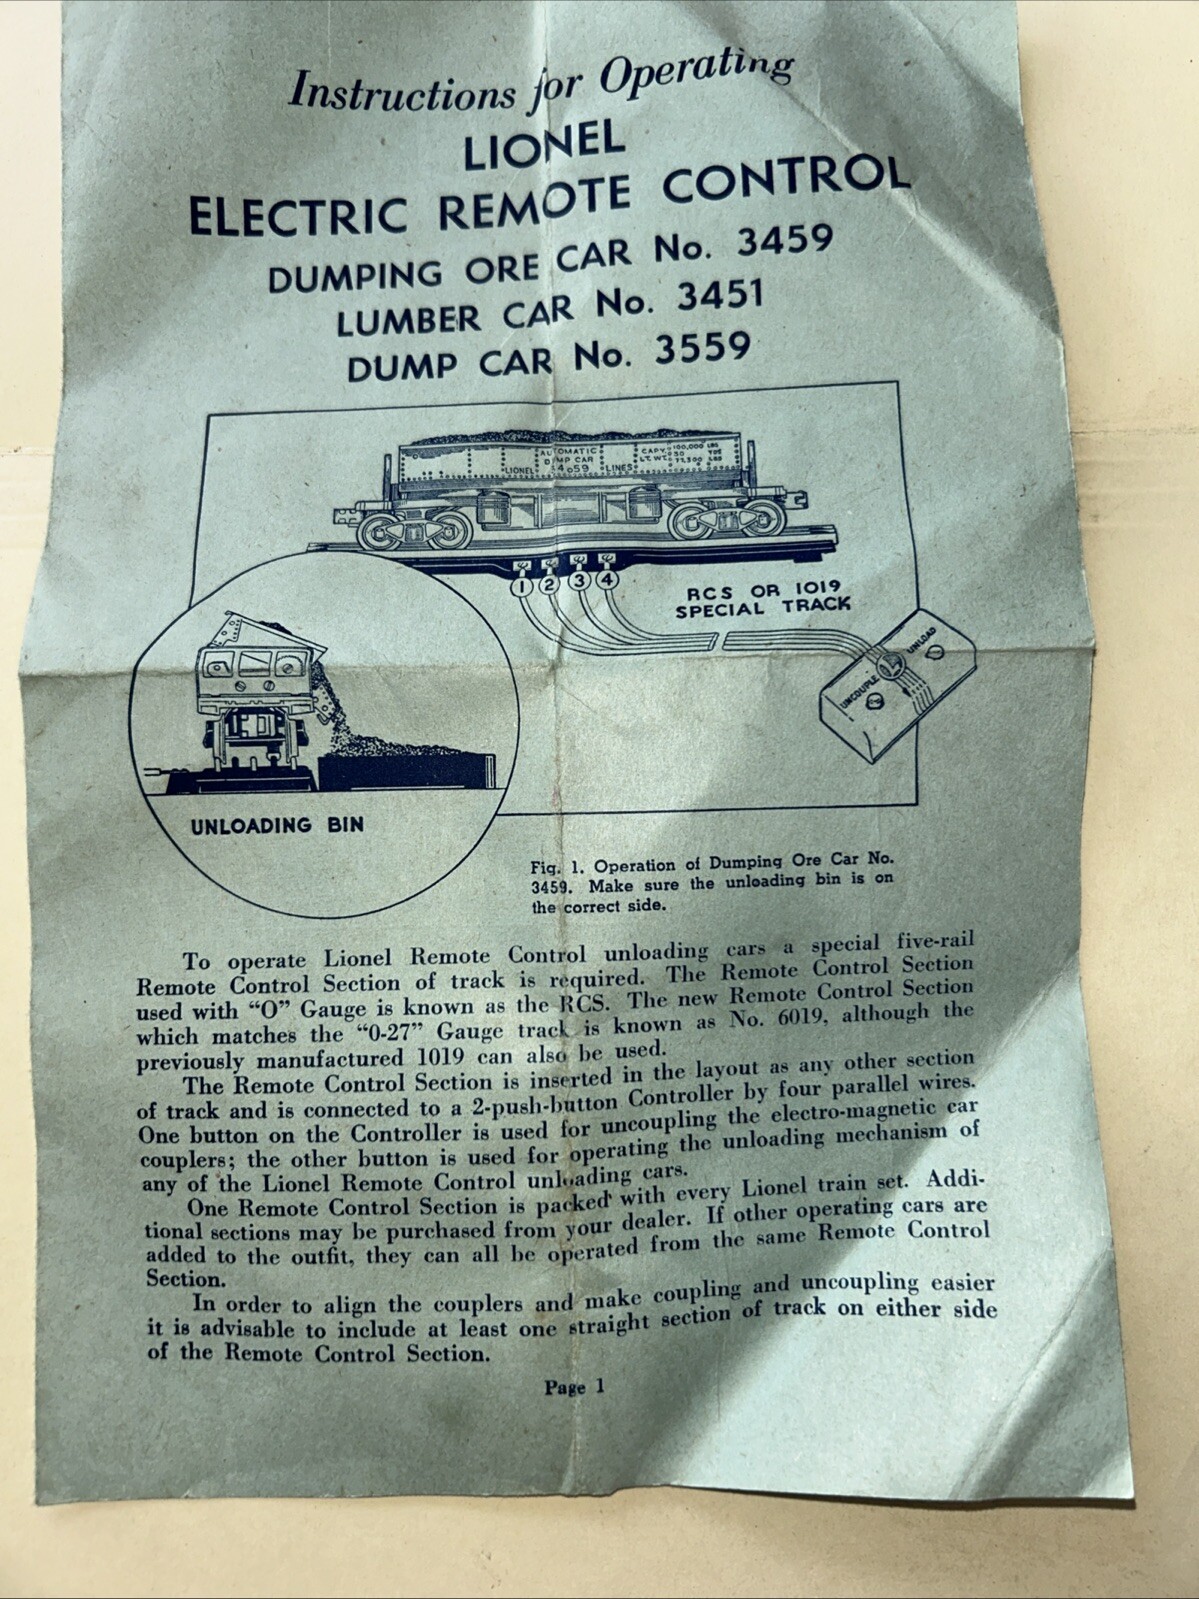 Instructions for Operating
LIONEL
ELECTRIC REMOTE CONTROL
DUMPING ORE CAR No. 3459
LUMBER CAR No. 3451
DUMP CAR No. 3559
AUTOMATIC
DUMP CAR
LIONEL 3459 LINES
CAPY. 100,000 LBS
LT. WT.
1 2 3 4
RCS OR 1019
SPECIAL TRACK
UNCOUPLE
UNLOAD
UNLOADING BIN
Fig. 1. Operation of Dumping Ore Car No.
3459. Make sure the unloading bin is on
the correct side.
To operate Lionel Remote Control unloading cars a special five-rail
Remote Control Section of track is required. The Remote Control Section
used with “O” Gauge is known as the RCS. The new Remote Control Section
which matches the “0-27” Gauge track is known as No. 6019, although the
previously manufactured 1019 can also be used.
The Remote Control Section is inserted in the layout as any other section
of track and is connected to a 2-push-button Controller by four parallel wires.
One button on the Controller is used for uncoupling the electro-magnetic car
couplers; the other button is used for operating the unloading mechanism of
any of the Lionel Remote Control unloading cars.
One Remote Control Section is packed with every Lionel train set. Addi-
tional sections may be purchased from your dealer. If other operating cars are
added to the outfit, they can all be operated from the same Remote Control
Section.
In order to align the couplers and make coupling and uncoupling easier
it is advisable to include at least one straight section of track on either side
of the Remote Control Section.
Page 1